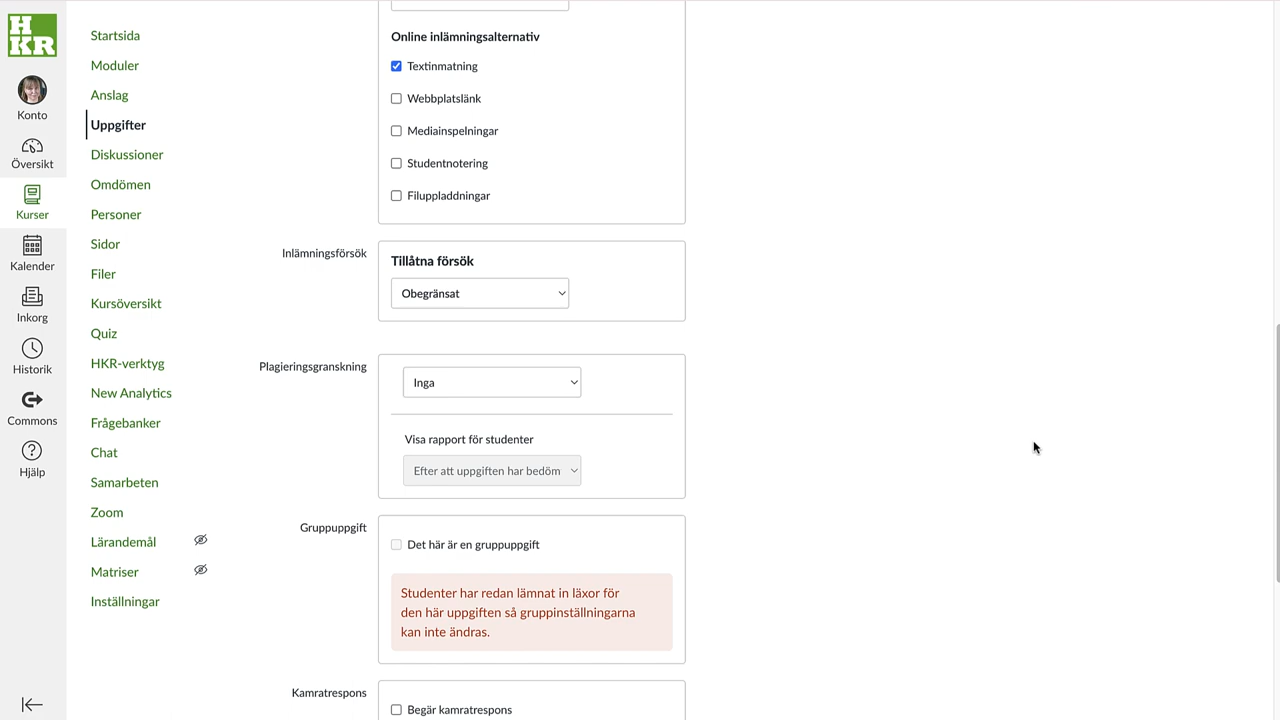 HKR
Konto
Översikt
Kurser
Kalender
Inkorg
Historik
Commons
Hjälp
Startsida
Moduler
Anslag
Uppgifter
Diskussioner
Omdömen
Personer
Sidor
Filer
Kursöversikt
Quiz
HKR-verktyg
New Analytics
Frågebanker
Chat
Samarbeten
Zoom
Lärandemål
Matriser
Inställningar
Online inlämningsalternativ
Textinmatning
Webbplatslänk
Mediainspelningar
Studentnotering
Filuppladdningar
Inlämningsförsök
Tillåtna försök
Obegränsat
Plagieringsgranskning
Inga
Visa rapport för studenter
Efter att uppgiften har bedöm
Gruppuppgift
Det här är en gruppuppgift
Studenter har redan lämnat in läxor för
den här uppgiften så gruppinställningarna
kan inte ändras.
Kamratrespons
Begär kamratrespons